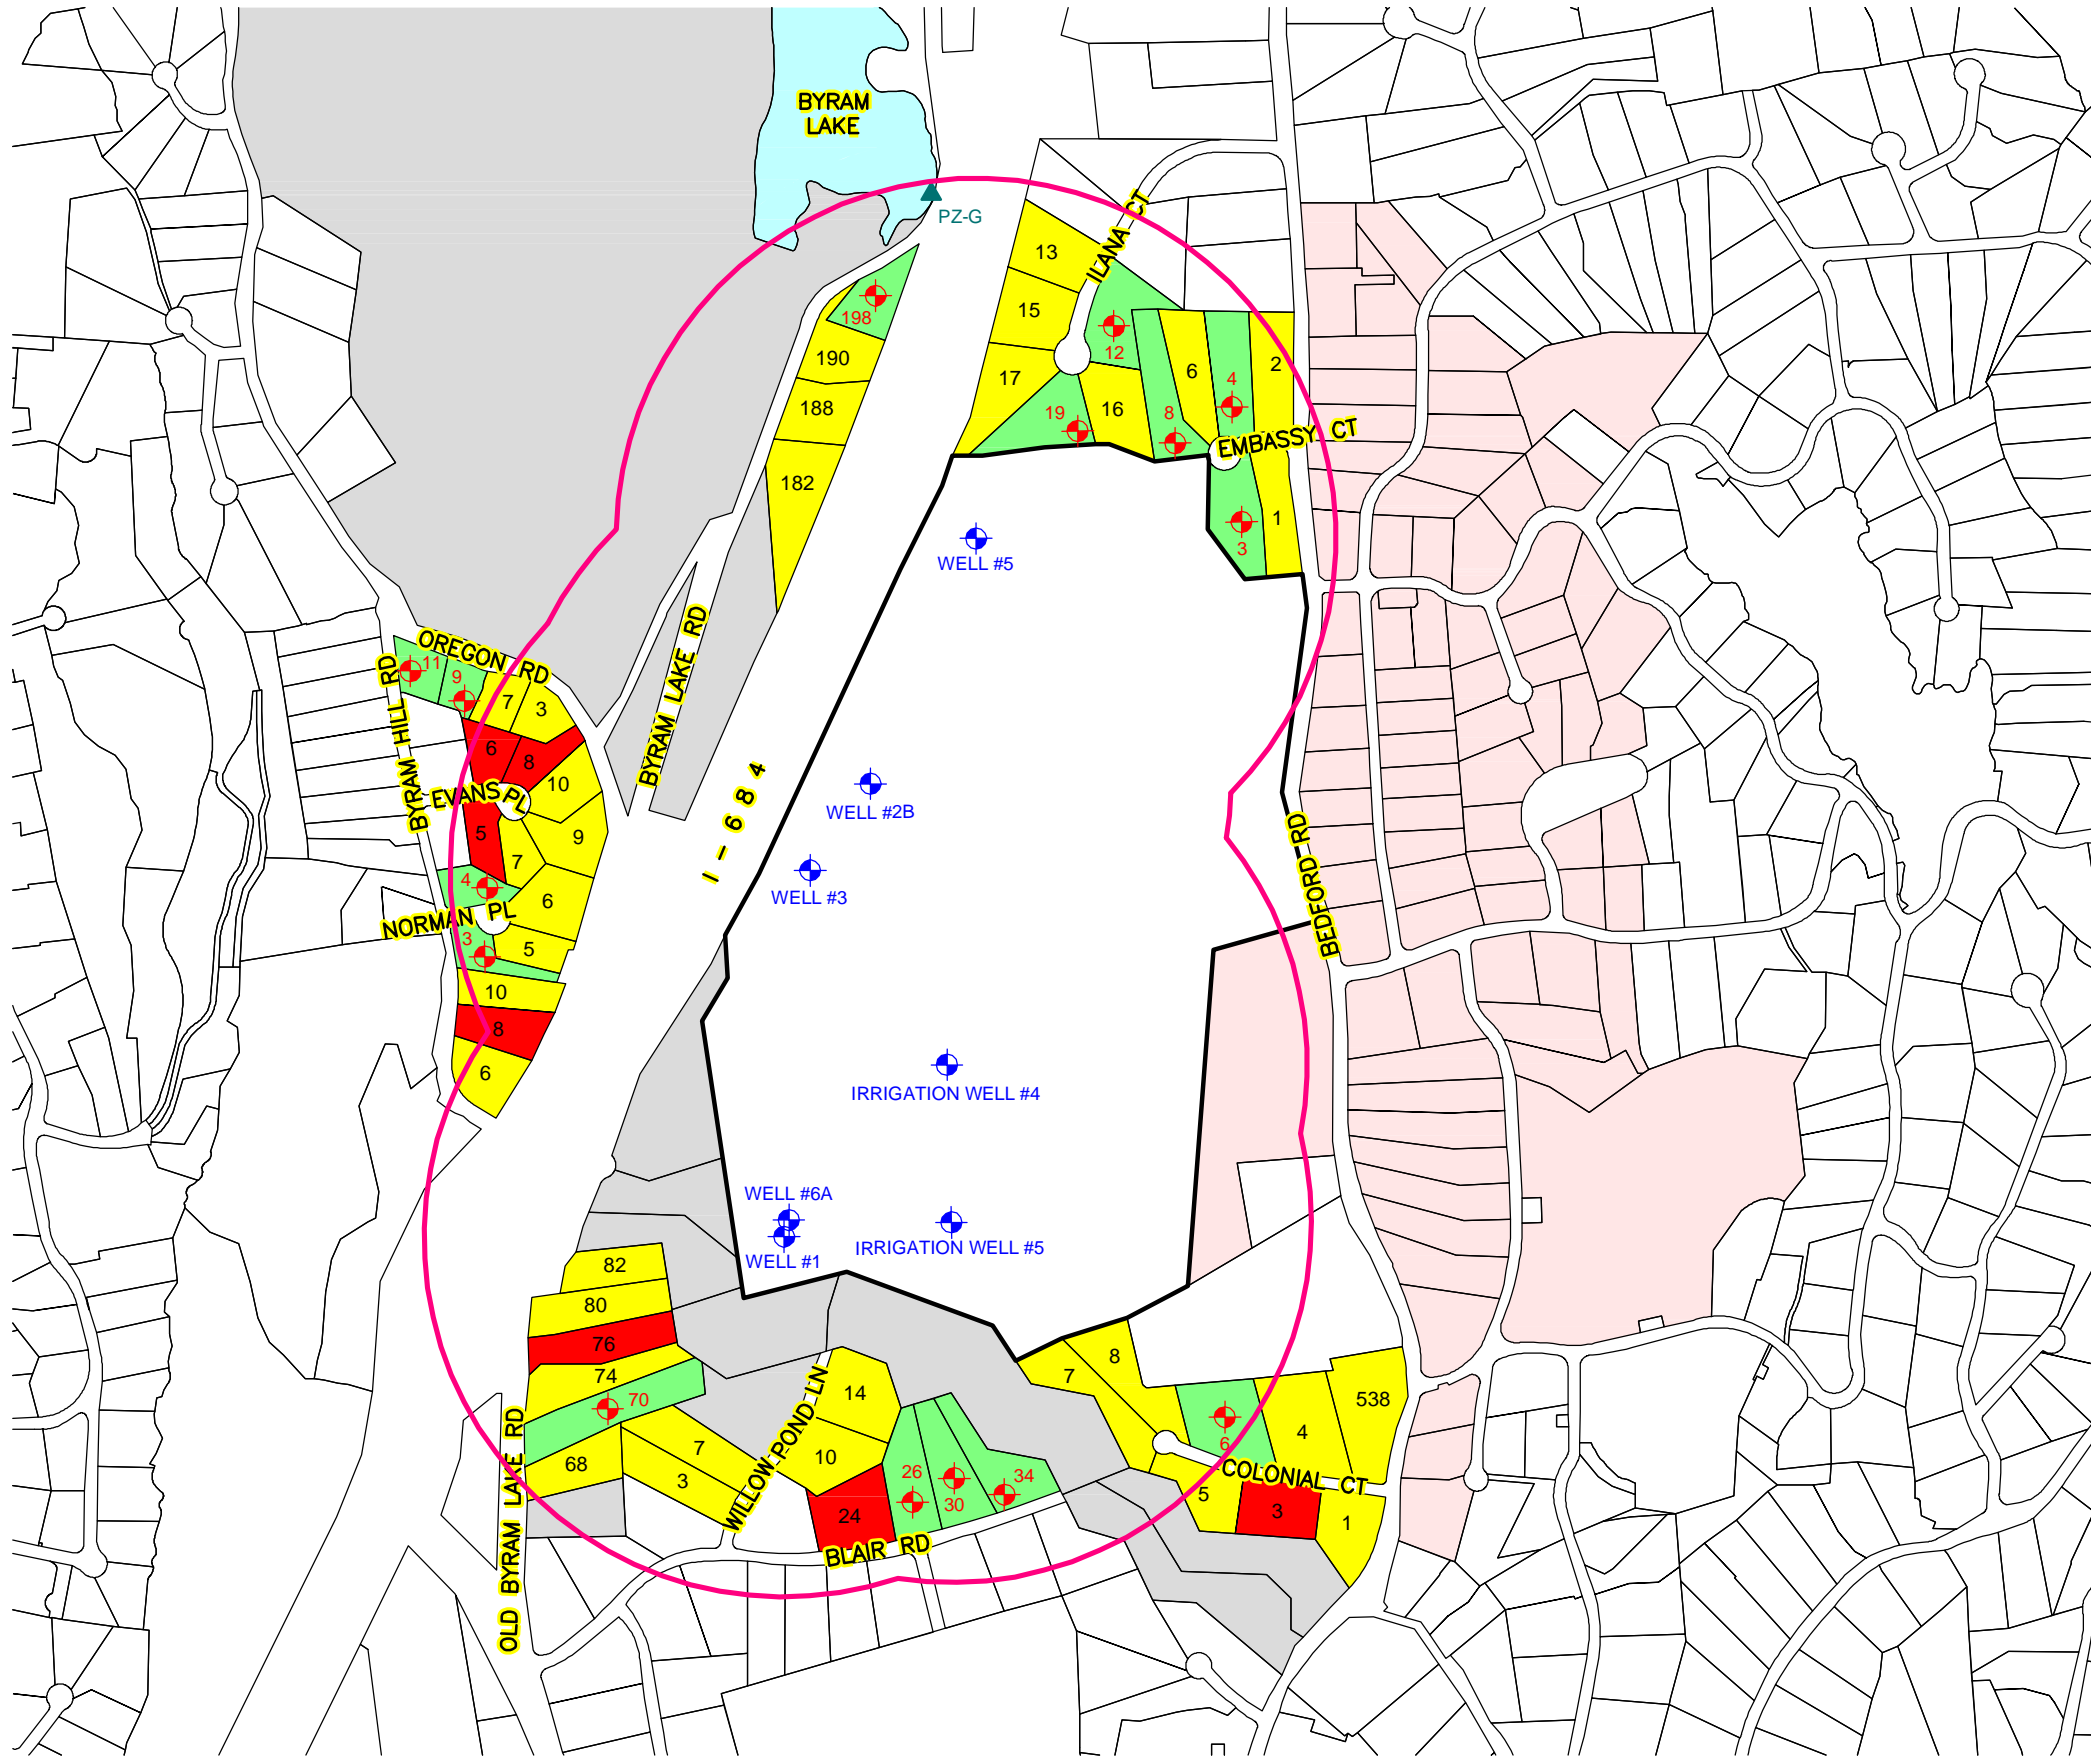 BYRAM
LAKE
PZ-G
ILANA CT
13
198
15
12
190
6
4
2
17
188
19
16
8
EMBASSY CT
182
1
3
WELL #5
BYRAM LAKE RD
OREGON RD
11
9
7
3
BYRAM HILL RD
6
8
10
EVANS PL
5
9
7
I-684
WELL #2B
WELL #3
BEDFORD RD
4
6
NORMAN PL
3
5
10
8
6
IRRIGATION WELL #4
WELL #6A
WELL #1
IRRIGATION WELL #5
82
80
76
74
70
68
7
3
OLD BYRAM LAKE RD
WILLOW POND LN
14
10
24
26
30
34
BLAIR RD
7
8
6
4
538
COLONIAL CT
5
3
1